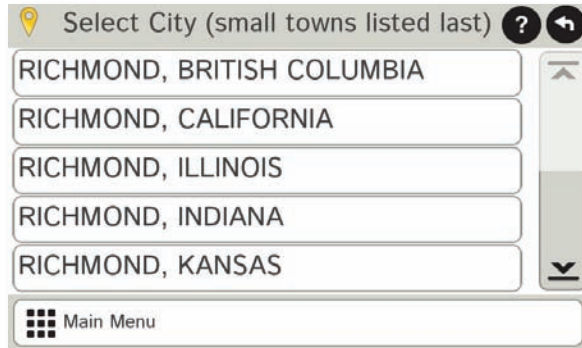 Select City (small towns listed last) ?
RICHMOND, BRITISH COLUMBIA
RICHMOND, CALIFORNIA
RICHMOND, ILLINOIS
RICHMOND, INDIANA
RICHMOND, KANSAS
Main Menu